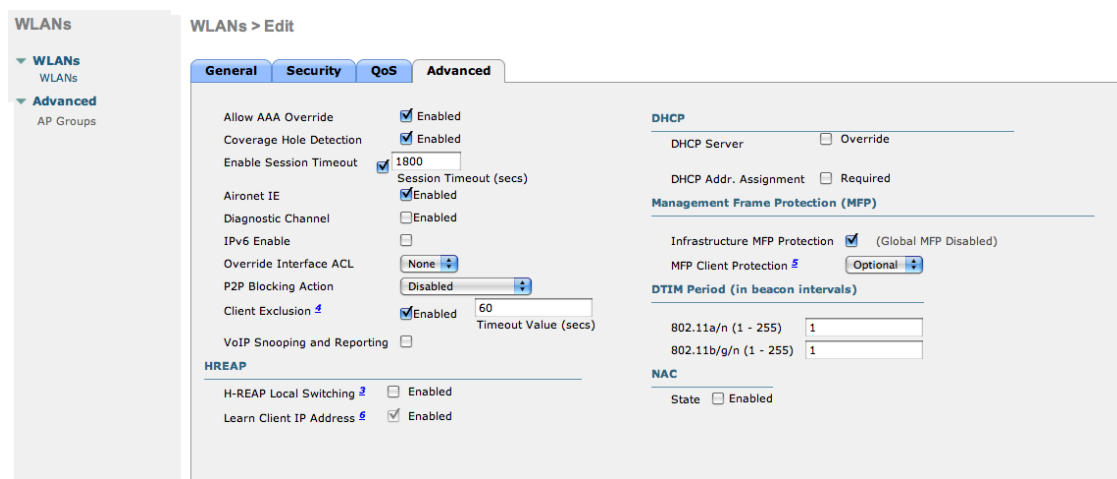 WLANs
WLANs
WLANs
Advanced
AP Groups
WLANs > Edit
General Security QoS Advanced
Allow AAA Override Enabled
Coverage Hole Detection Enabled
Enable Session Timeout 1800
Session Timeout (secs)
Aironet IE Enabled
Diagnostic Channel Enabled
IPv6 Enable
Override Interface ACL None
P2P Blocking Action Disabled
Client Exclusion 4 Enabled 60
Timeout Value (secs)
VoIP Snooping and Reporting
HREAP
H-REAP Local Switching 3 Enabled
Learn Client IP Address 6 Enabled
DHCP
DHCP Server Override
DHCP Addr. Assignment Required
Management Frame Protection (MFP)
Infrastructure MFP Protection (Global MFP Disabled)
MFP Client Protection 5 Optional
DTIM Period (in beacon intervals)
802.11a/n (1 - 255) 1
802.11b/g/n (1 - 255) 1
NAC
State Enabled